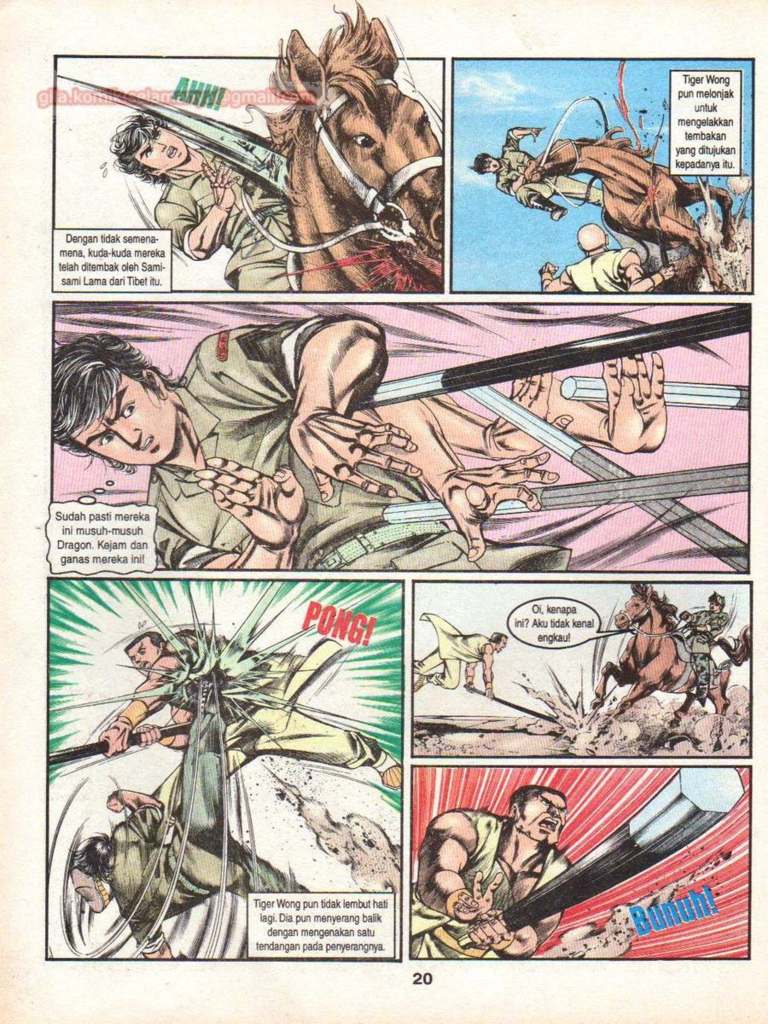 AHH!
Dengan tidak semena-
mena, kuda-kuda mereka
telah ditembak oleh Sami-
sami Lama dari Tibet itu.
Tiger Wong
pun melonjak
untuk
mengelakkan
tembakan
yang ditujukan
kepadanya itu.
Sudah pasti mereka
ini musuh-musuh
Dragon. Kejam dan
ganas mereka ini!
PONG!
Tiger Wong pun tidak lembut hati
lagi. Dia pun menyerang balik
dengan mengenakan satu
tendangan pada penyerangnya.
Oi, kenapa
ini? Aku tidak kenal
engkau!
Bunuh!
20